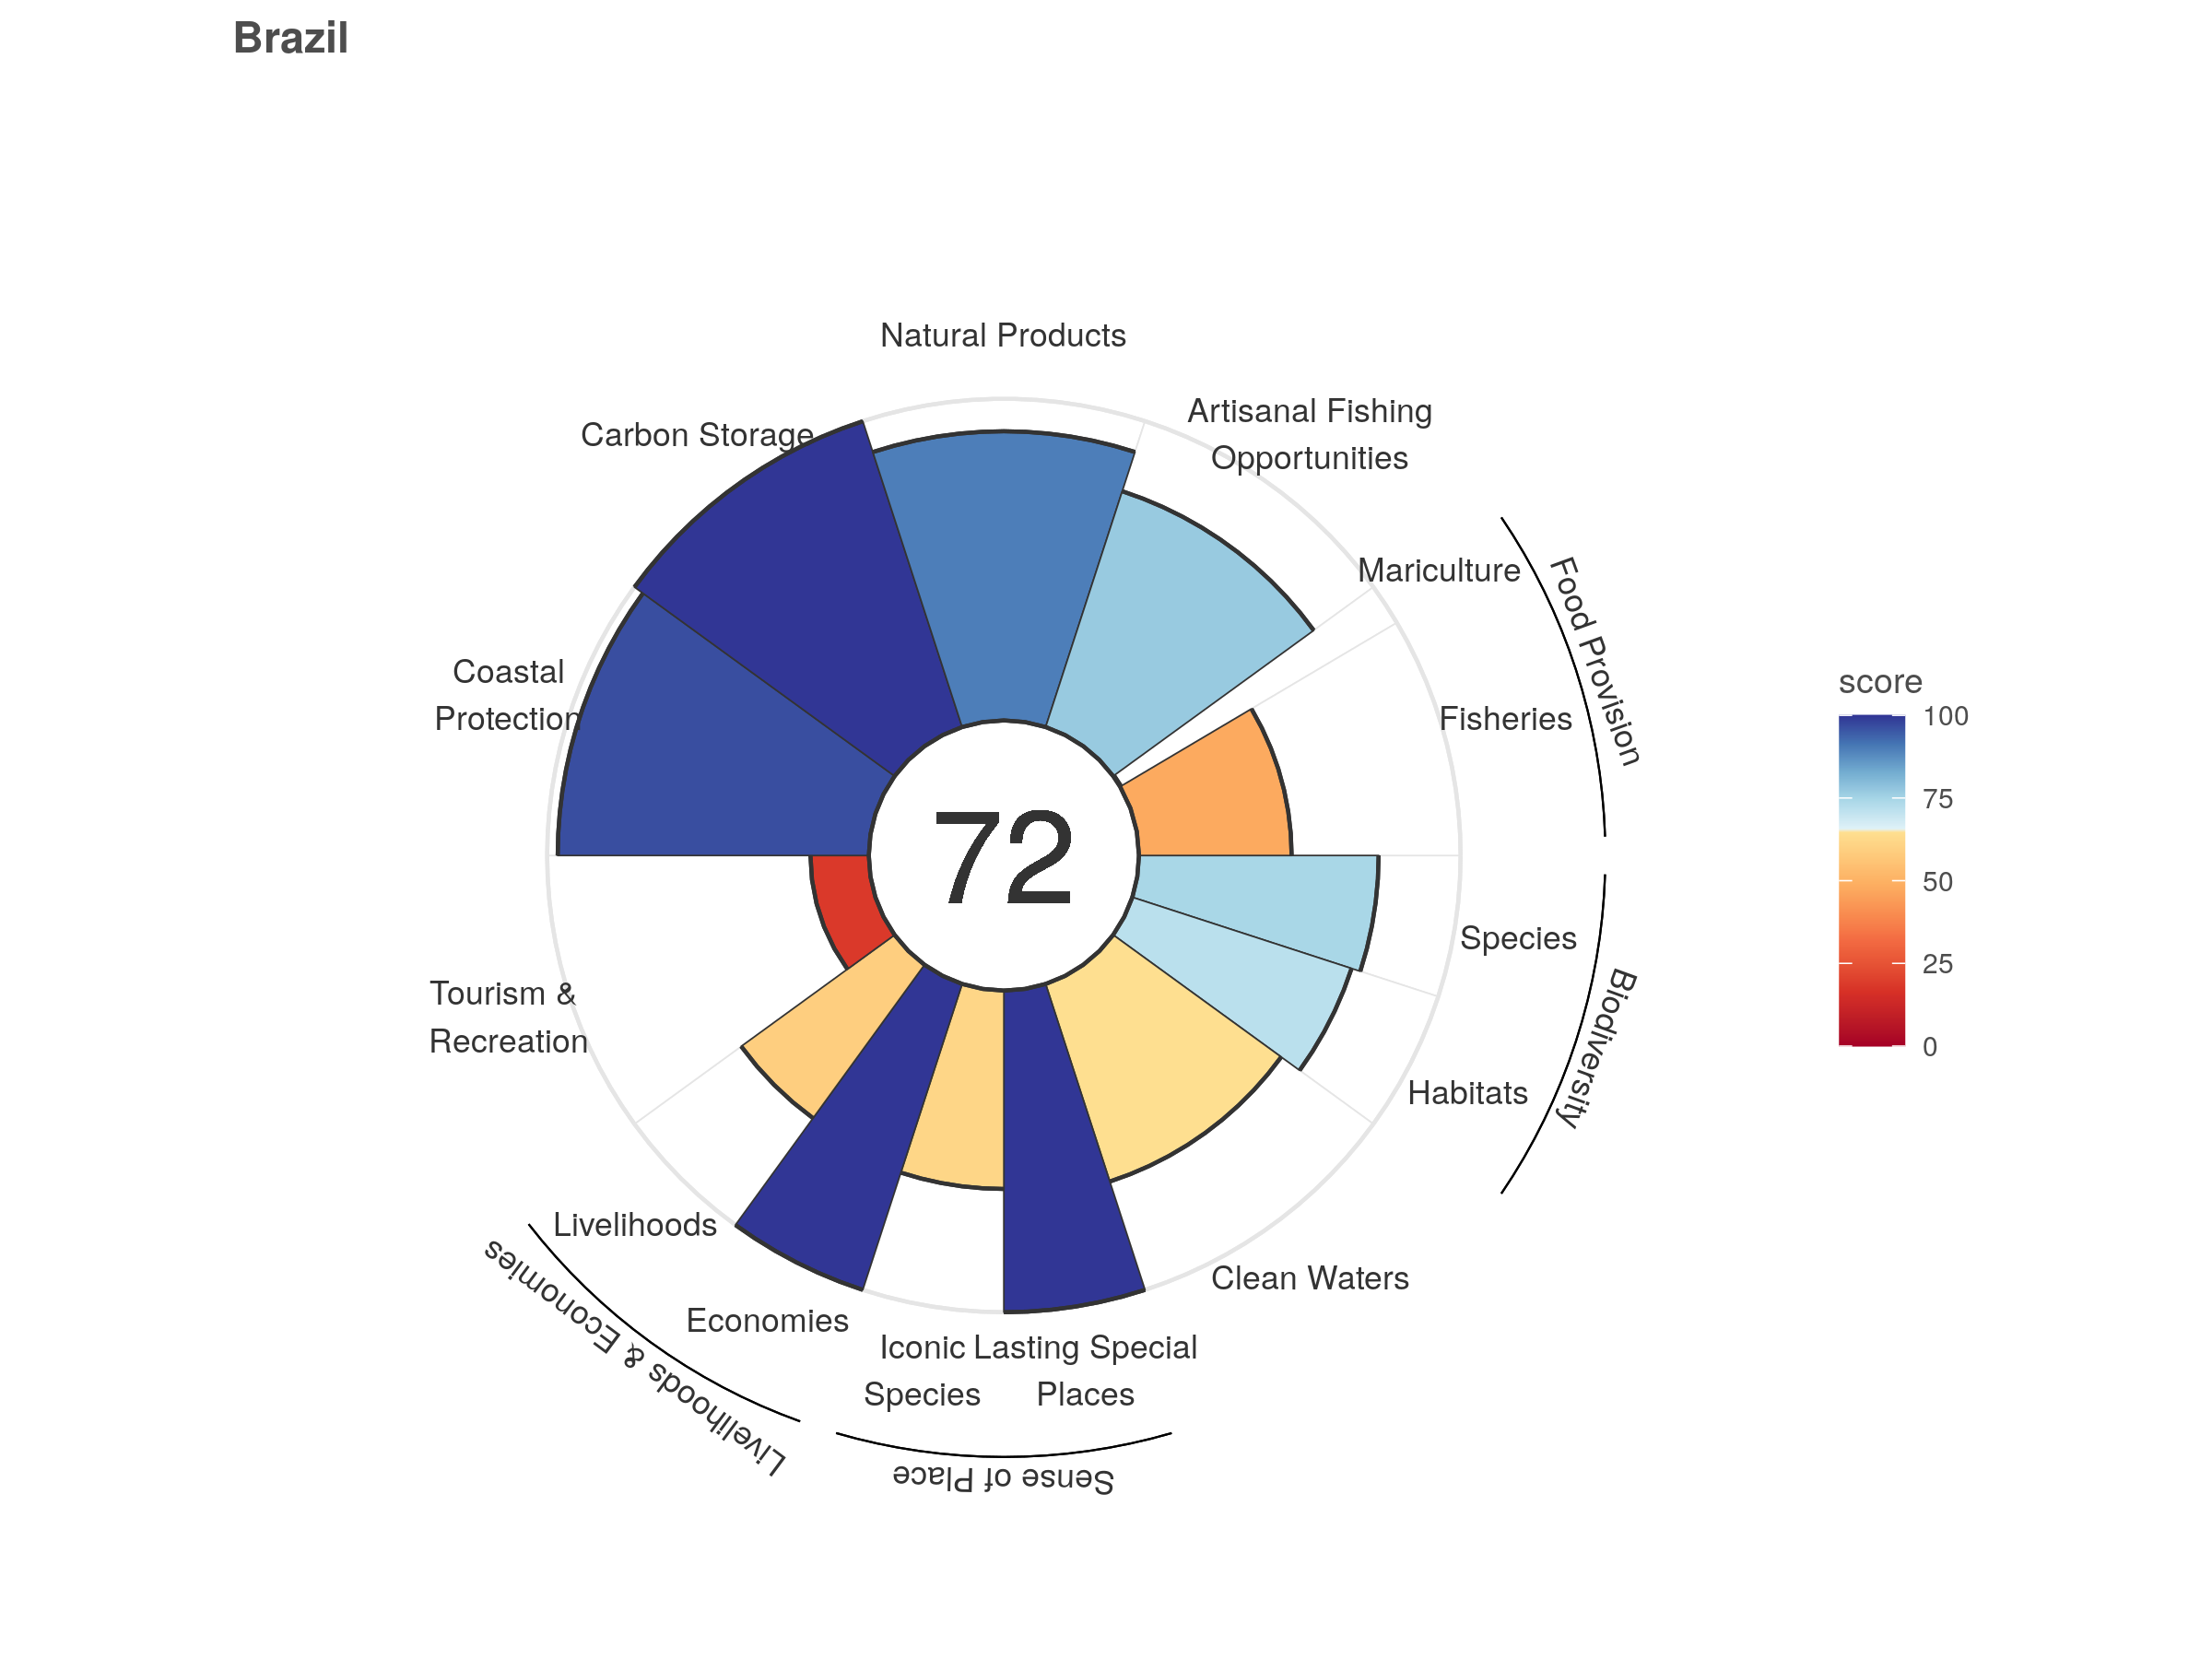 Brazil
Natural Products
Artisanal Fishing
Opportunities
Carbon Storage
Mariculture
Food Provision
Coastal
Protection
Fisheries
score
100
75
50
25
0
72
Species
Biodiversity
Tourism &
Recreation
Habitats
Livelihoods
Clean Waters
Economies
Livelihoods & Economies
Iconic
Species
Lasting Special
Places
Sense of Place